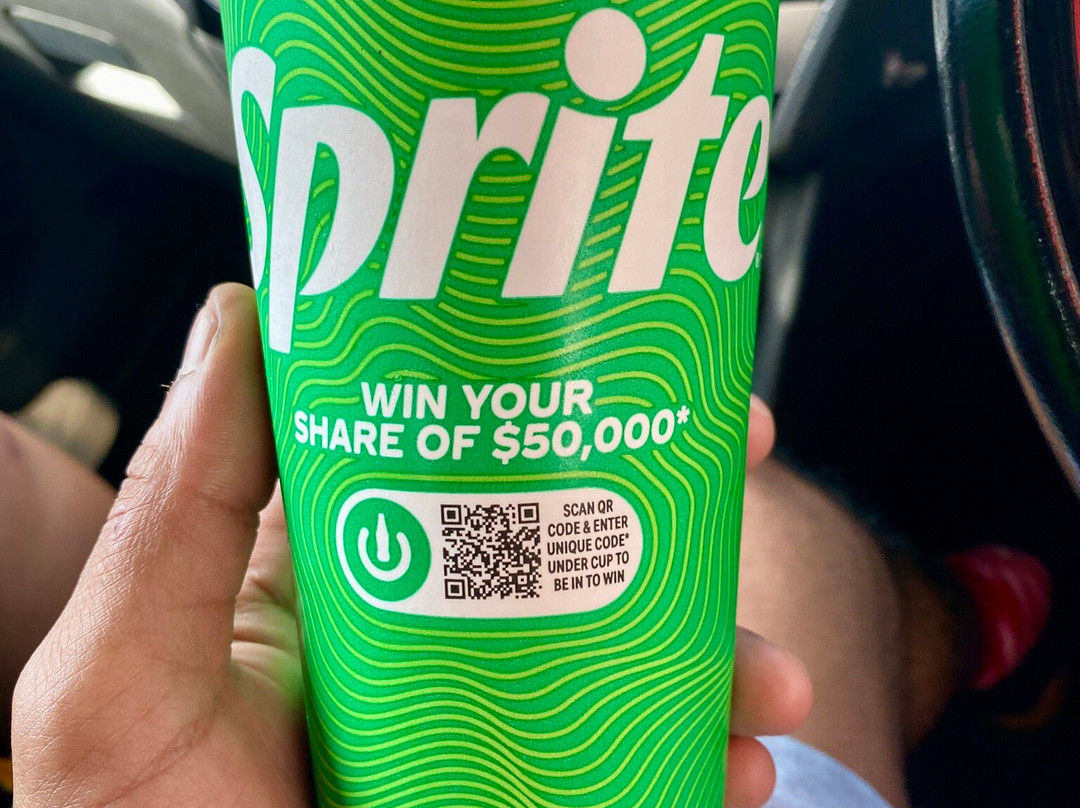 Sprite
WIN YOUR
SHARE OF $50,000*
SCAN QR
CODE & ENTER
UNIQUE CODE*
UNDER CUP TO
BE IN TO WIN